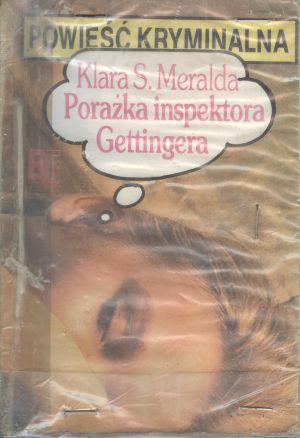 POWIEŚĆ KRYMINALNA
Klara S. Meralda
Porażka inspektora
Gettingera